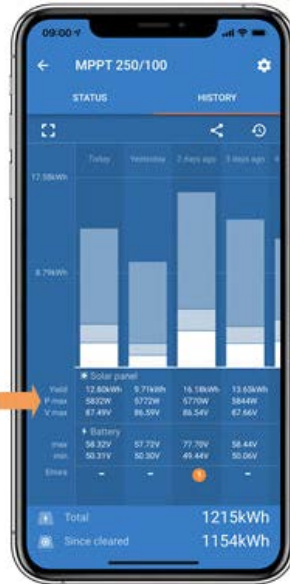 09:00
MPPT 250/100
STATUS HISTORY
Today Yesterday 2 days ago 3 days ago
17.58kWh
8.79kWh
Solar panel
Yield 12.80kWh 9.71kWh 16.18kWh 13.65kWh
P max 5832W 5772W 5770W 5844W
V max 87.49V 86.59V 86.54V 87.66V
Battery
max 58.32V 57.72V 77.70V 58.44V
min 50.31V 50.30V 49.44V 50.06V
Errors - - 1 -
Total 1215kWh
Since cleared 1154kWh